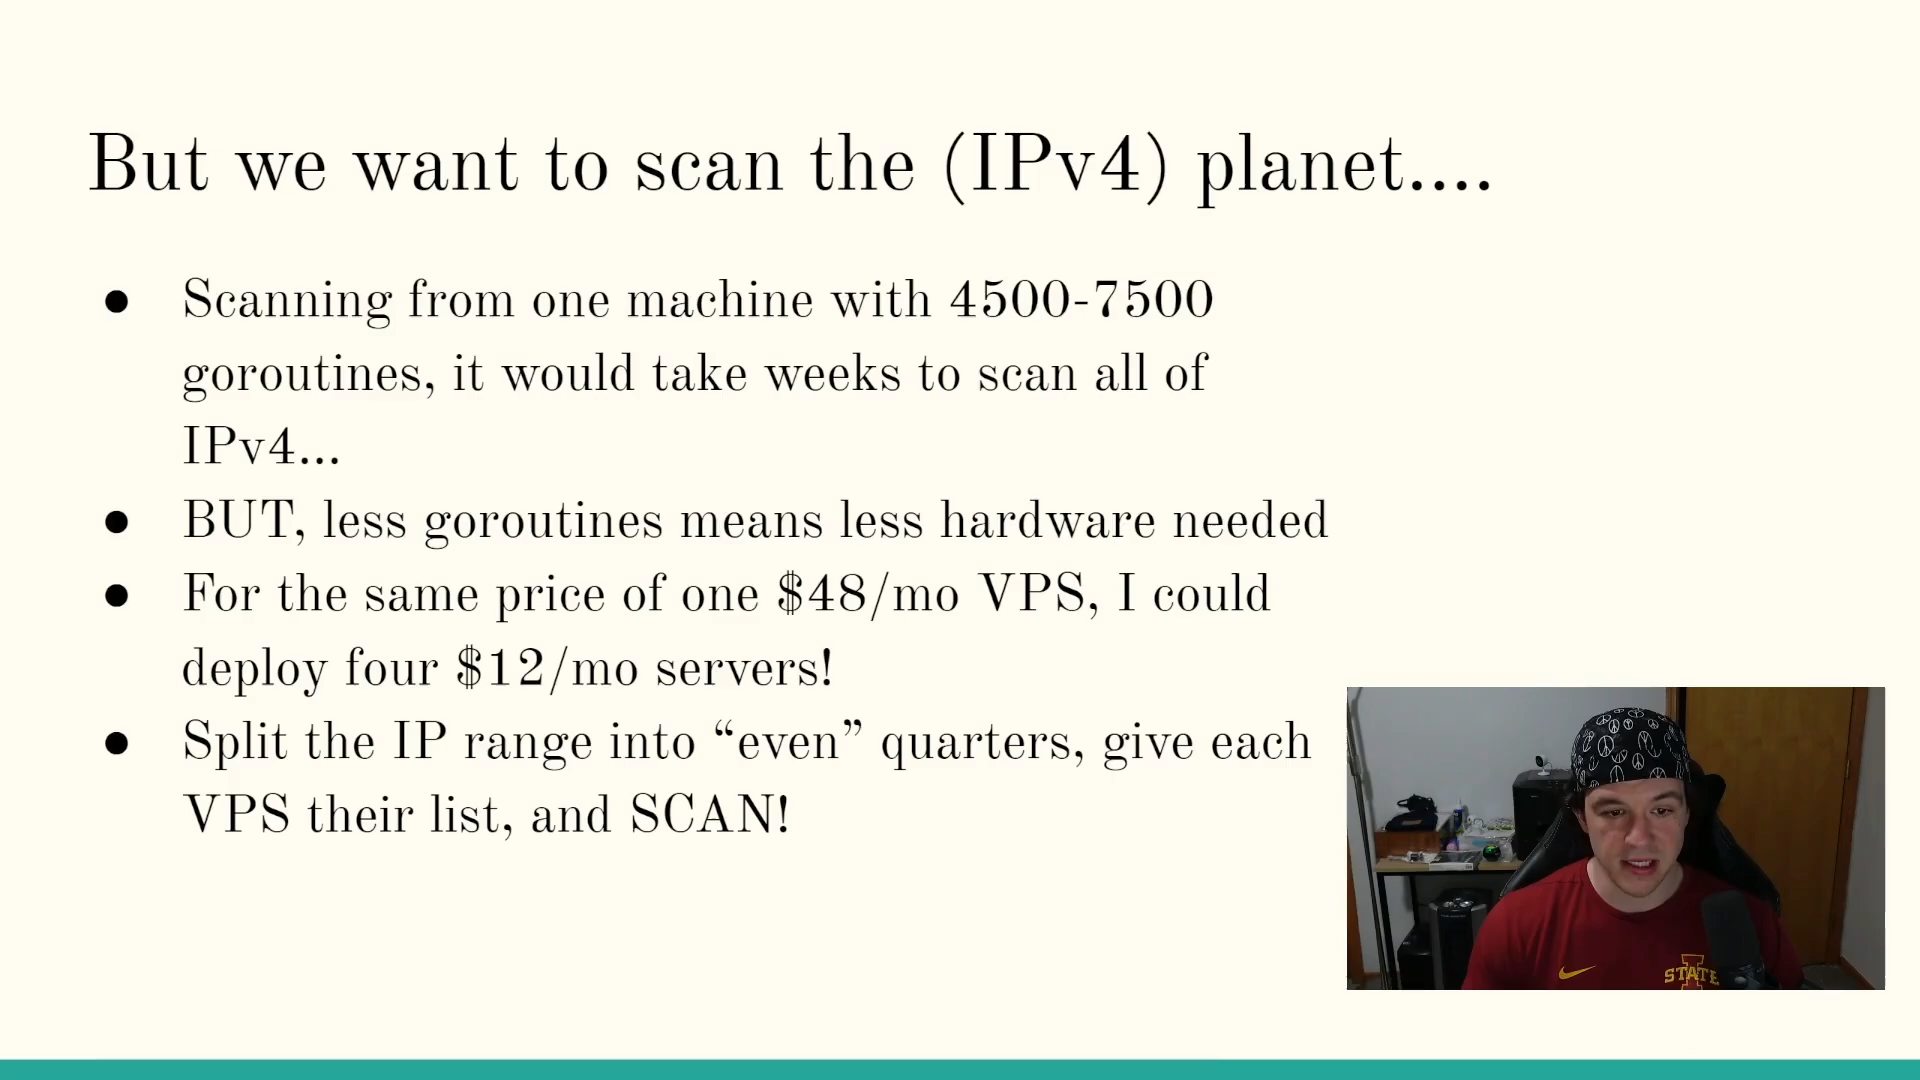 But we want to scan the (IPv4) planet....
● Scanning from one machine with 4500-7500
goroutines, it would take weeks to scan all of
IPv4...
● BUT, less goroutines means less hardware needed
● For the same price of one $48/mo VPS, I could
deploy four $12/mo servers!
● Split the IP range into “even” quarters, give each
VPS their list, and SCAN!
STATE